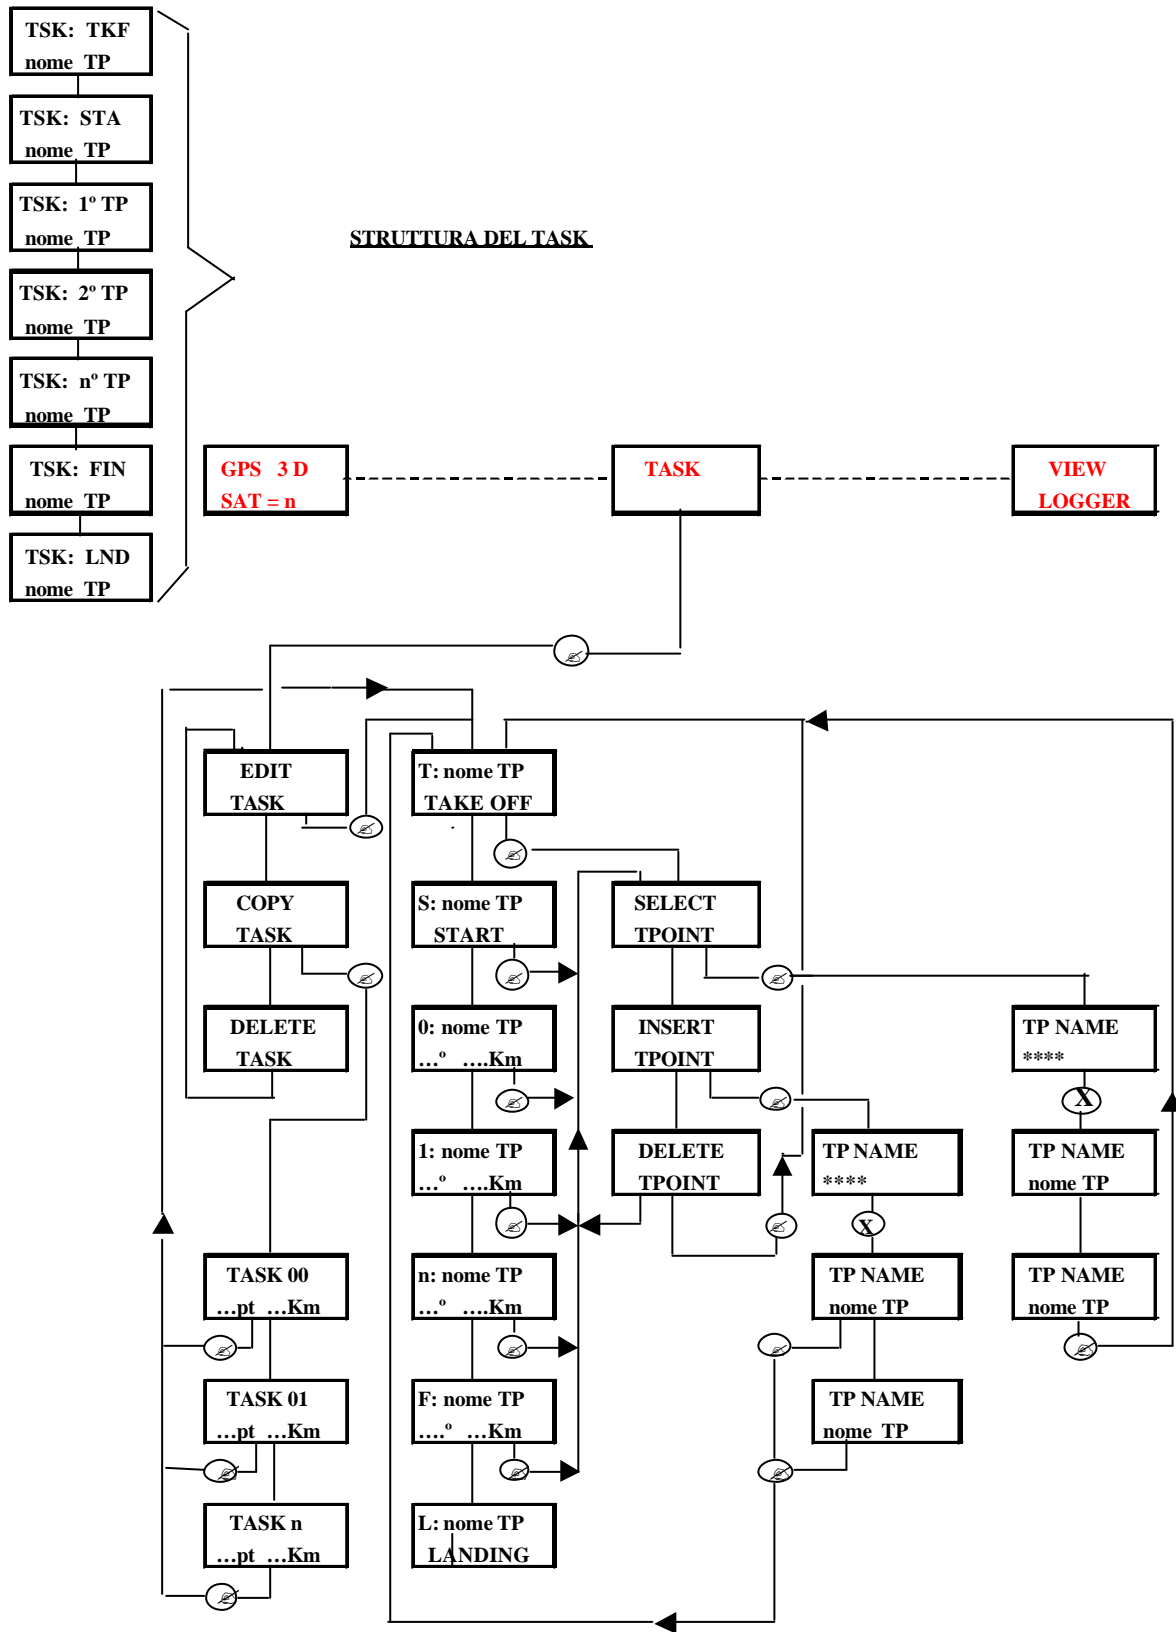 TSK: TKF
nome TP
TSK: STA
nome TP
TSK: 1º TP
nome TP
TSK: 2º TP
nome TP
TSK: nº TP
nome TP
TSK: FIN
nome TP
TSK: LND
nome TP
STRUTTURA DEL TASK
GPS 3 D
SAT = n
TASK
VIEW
LOGGER
EDIT
TASK
COPY
TASK
DELETE
TASK
TASK 00
...pt ...Km
TASK 01
...pt ...Km
TASK n
...pt ...Km
T: nome TP
TAKE OFF
S: nome TP
START
0: nome TP
...º ....Km
1: nome TP
...º ....Km
n: nome TP
...º ....Km
F: nome TP
....º ...Km
L: nome TP
LANDING
SELECT
TPOINT
INSERT
TPOINT
DELETE
TPOINT
TP NAME
****
X
TP NAME
nome TP
TP NAME
nome TP
TP NAME
****
X
TP NAME
nome TP
TP NAME
nome TP